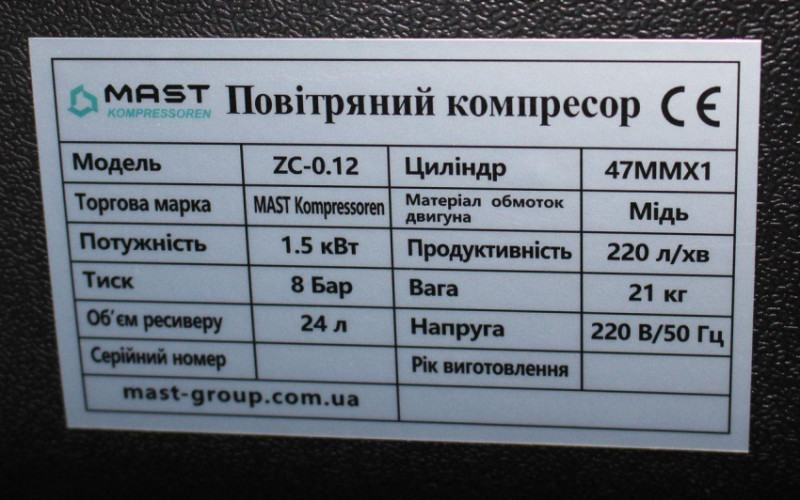 MAST
KOMPRESSOREN
Повітряний компресор CE
Модель ZC-0.12 Циліндр 47ММХ1
Торгова марка MAST Kompressoren Матеріал обмоток двигуна Мідь
Потужність 1.5 кВт Продуктивність 220 л/хв
Тиск 8 Бар Вага 21 кг
Об'єм ресиверу 24 л Напруга 220 В/50 Гц
Серійний номер Рік виготовлення
mast-group.com.ua